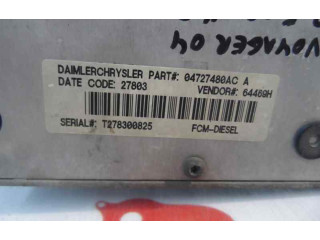 VOYAGER 04
DAIMLERCHRYSLER PART#: 04727480AC A
DATE CODE: 27803 VENDOR#: 64469H
SERIAL#: T278300825 FCM-DIESEL